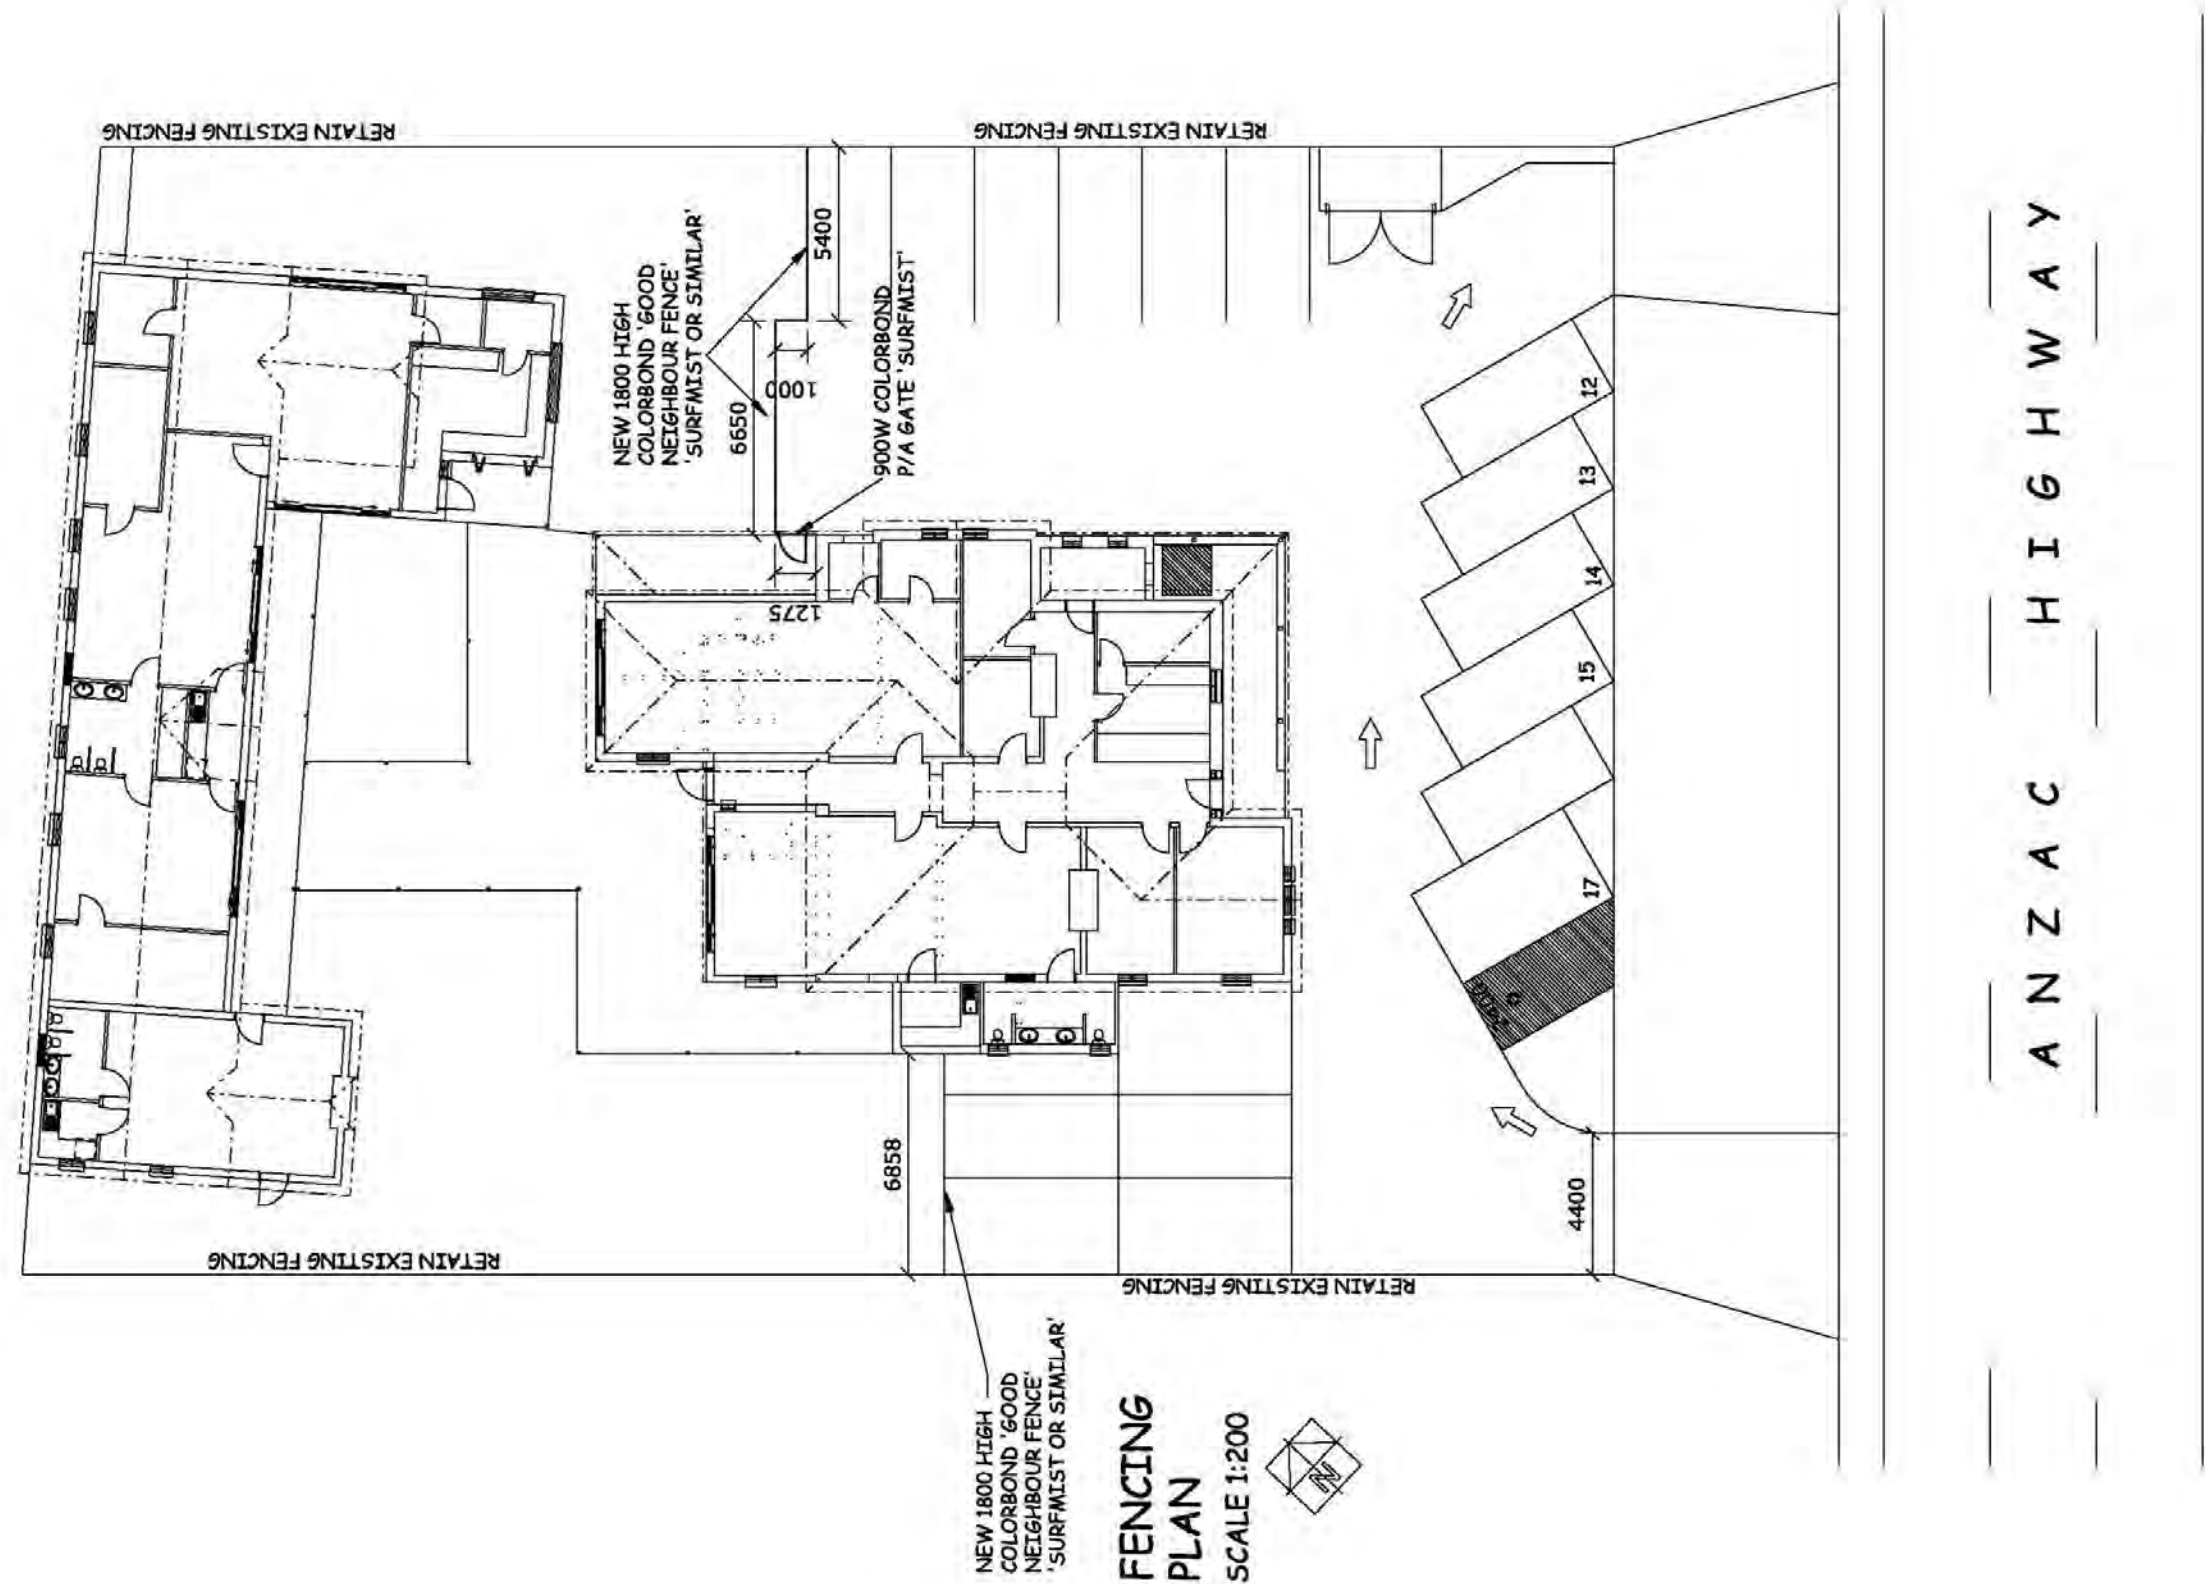 RETAIN EXISTING FENCING
RETAIN EXISTING FENCING
NEW 1800 HIGH
COLORBOND 'GOOD
NEIGHBOUR FENCE'
'SURFMIST OR SIMILAR'
5400
6650
1000
900W COLORBOND
P/A GATE 'SURFMIST'
1275
12
13
14
15
17
6858
4400
RETAIN EXISTING FENCING
RETAIN EXISTING FENCING
NEW 1800 HIGH
COLORBOND 'GOOD
NEIGHBOUR FENCE'
'SURFMIST OR SIMILAR'
FENCING
PLAN
SCALE 1:200
N
ANZAC HIGHWAY